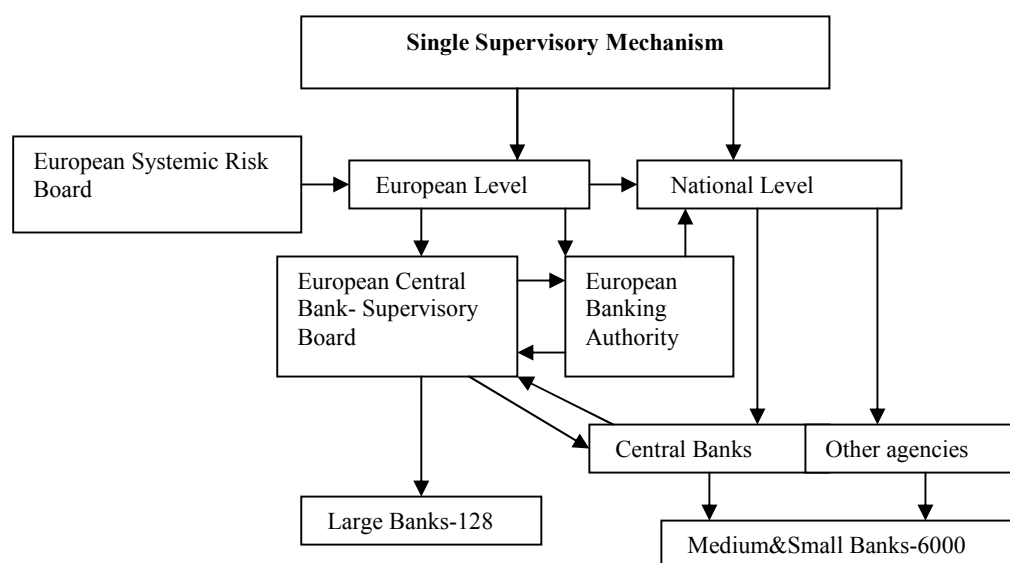 Single Supervisory Mechanism
European Systemic Risk
Board
European Level
National Level
European Central
Bank- Supervisory
Board
European
Banking
Authority
Central Banks
Other agencies
Large Banks-128
Medium&Small Banks-6000